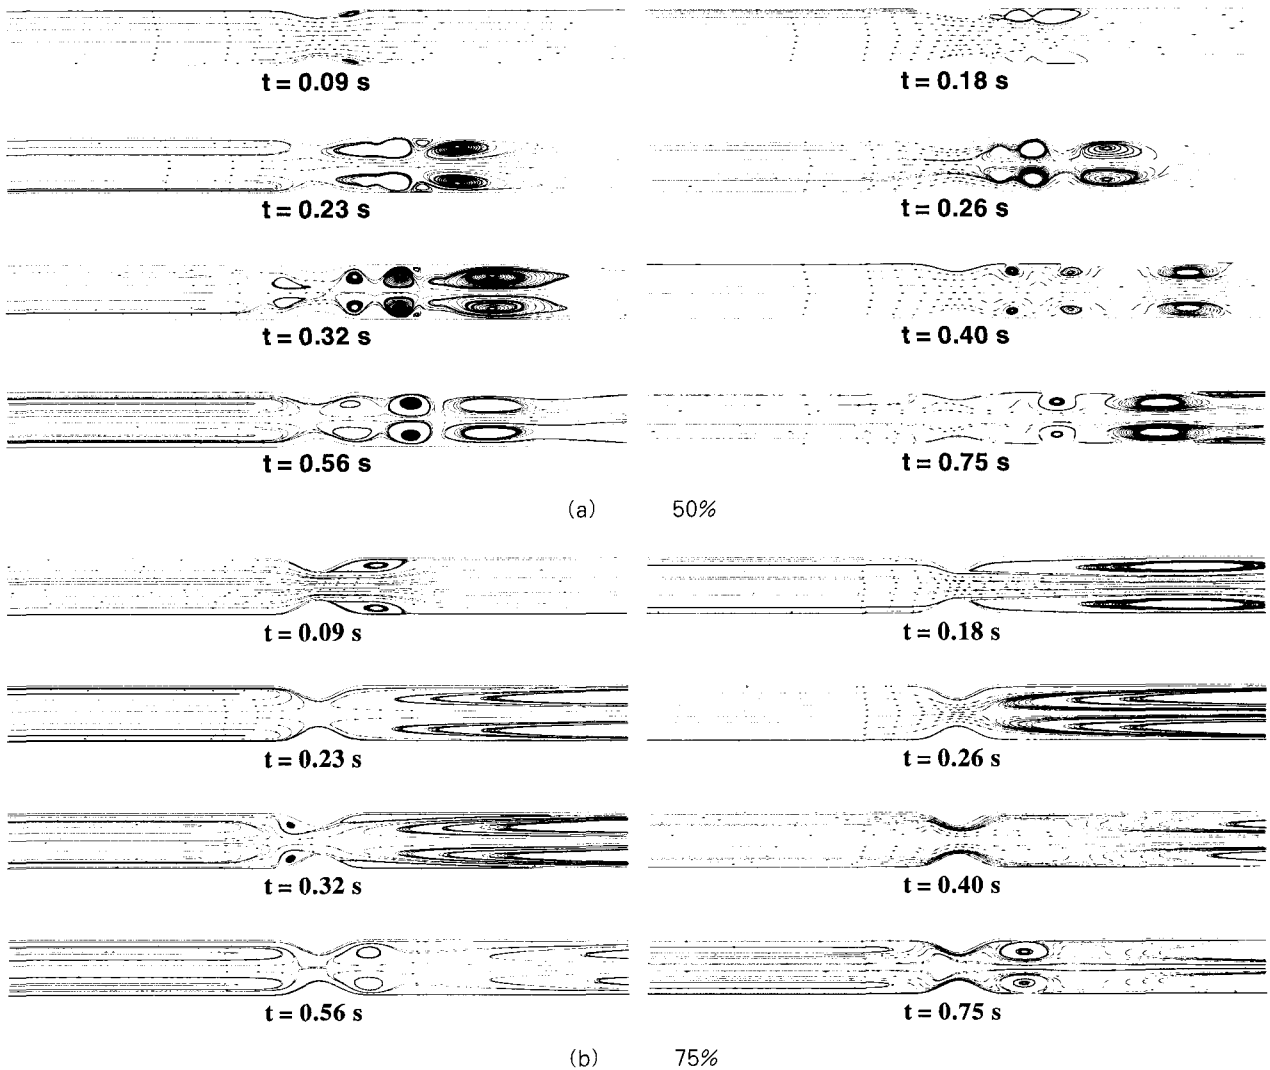 t = 0.09 s
t = 0.18 s
t = 0.23 s
t = 0.26 s
t = 0.32 s
t = 0.40 s
t = 0.56 s
t = 0.75 s
(a) 50%
t = 0.09 s
t = 0.18 s
t = 0.23 s
t = 0.26 s
t = 0.32 s
t = 0.40 s
t = 0.56 s
t = 0.75 s
(b) 75%